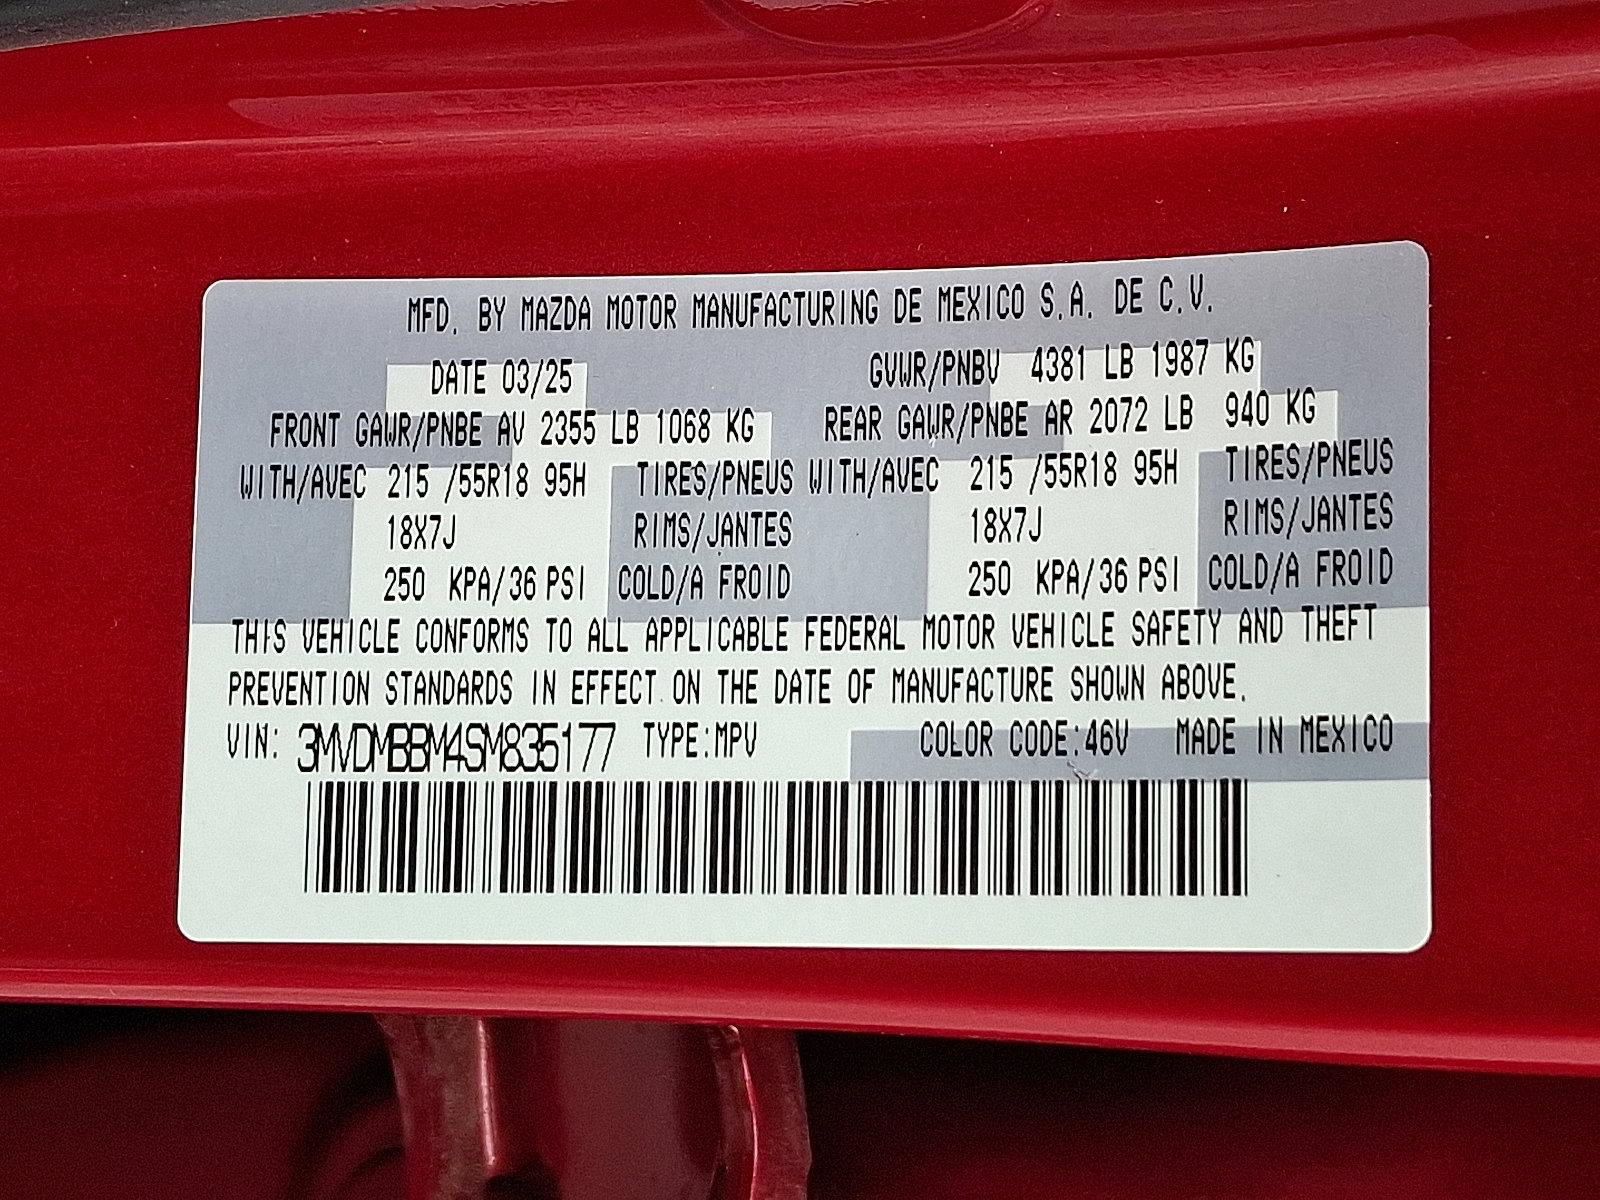 MFD. BY MAZDA MOTOR MANUFACTURING DE MEXICO S.A. DE C.V.
DATE 03/25 GVWR/PNBV 4381 LB 1987 KG
FRONT GAWR/PNBE AV 2355 LB 1068 KG REAR GAWR/PNBE AR 2072 LB 940 KG
WITH/AVEC 215 /55R18 95H TIRES/PNEUS WITH/AVEC 215 /55R18 95H TIRES/PNEUS
18X7J RIMS/JANTES 18X7J RIMS/JANTES
250 KPA/36 PSI COLD/A FROID 250 KPA/36 PSI COLD/A FROID
THIS VEHICLE CONFORMS TO ALL APPLICABLE FEDERAL MOTOR VEHICLE SAFETY AND THEFT
PREVENTION STANDARDS IN EFFECT ON THE DATE OF MANUFACTURE SHOWN ABOVE.
VIN: 3MVDMBBM4SM835177 TYPE:MPV COLOR CODE:46V MADE IN MEXICO